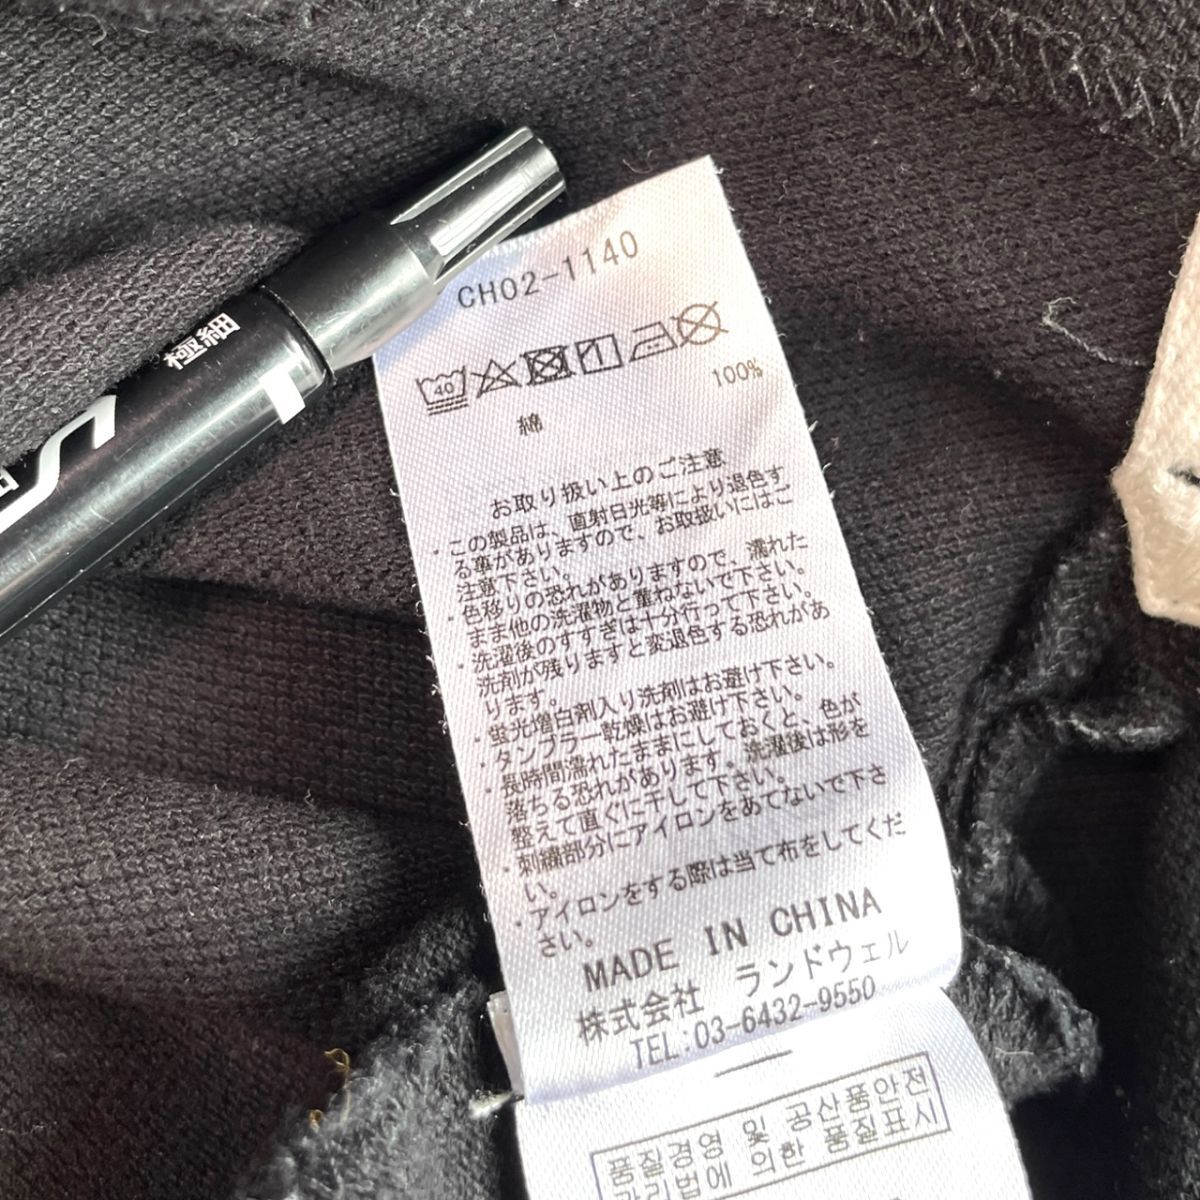 極細
CH02-1140
40
綿 100%
お取り扱い上のご注意
・この製品は、直射日光等により退色す
る事がありますので、お取扱いにはご
注意下さい。
・色移りの恐れがありますので、濡れた
まま他の洗濯物と重ねないで下さい。
・洗濯後のすすぎは十分行って下さい。
洗剤が残りますと変退色する恐れがあ
ります。
・蛍光増白剤入り洗剤はお避け下さい。
・タンブラー乾燥はお避け下さい。
・長時間濡れたままにしておくと、色が
落ちる恐れがあります。洗濯後は形を
整えて直ぐに干して下さい。
・刺繍部分にアイロンをあてないで下さ
い。
・アイロンをする際は当て布をしてくだ
さい。
MADE IN CHINA
株式会社 ランドウェル
TEL:03-6432-9550
품질경영 및 공산품안전
관리법에 의한 품질표시